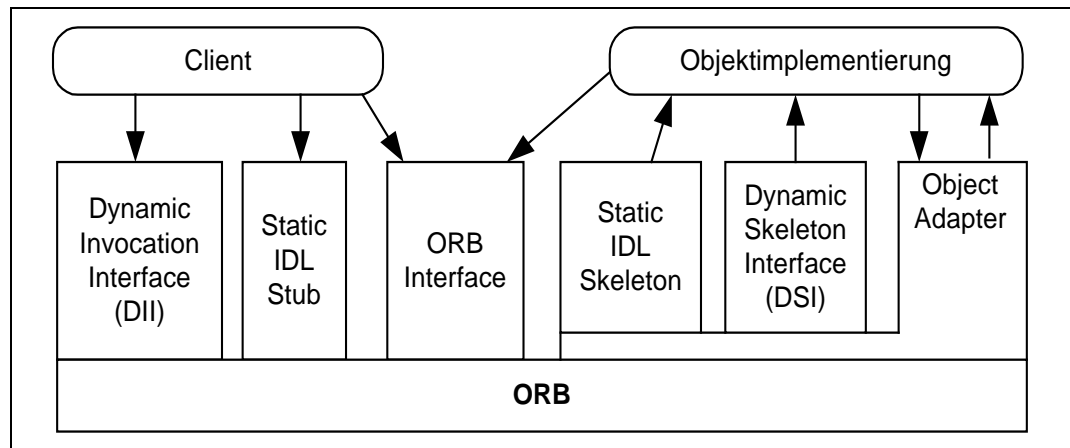 Client
Objektimplementierung
Dynamic
Invocation
Interface
(DII)
Static
IDL
Stub
ORB
Interface
Static
IDL
Skeleton
Dynamic
Skeleton
Interface
(DSI)
Object
Adapter
ORB